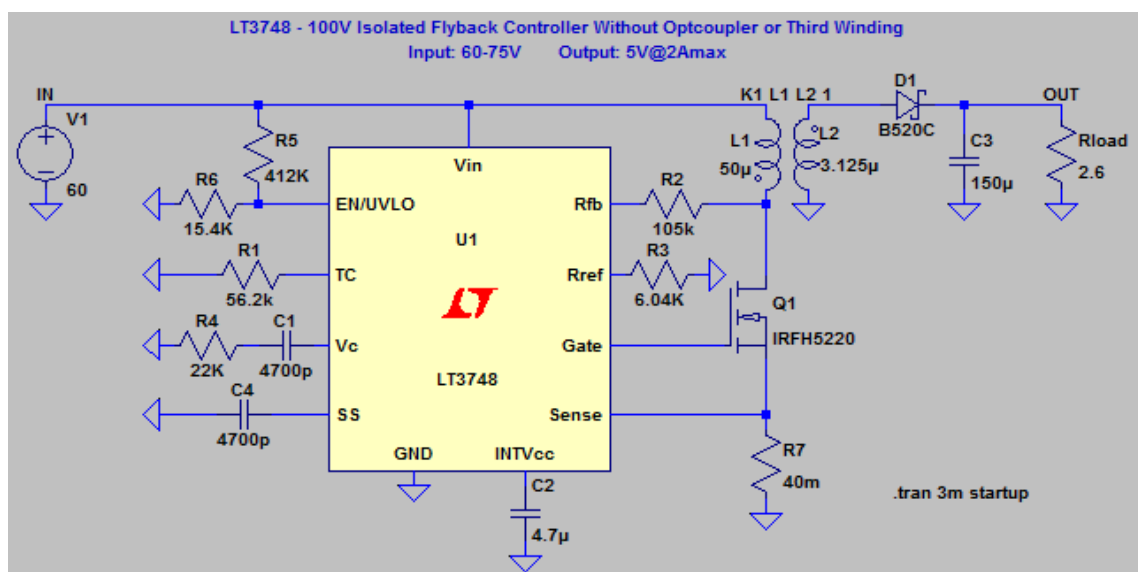 LT3748 - 100V Isolated Flyback Controller Without Optcoupler or Third Winding
Input: 60-75V Output: 5V@2Amax
IN
V1
60
R5
412K
R6
15.4K
R1
56.2k
R4
22K
C1
4700p
C4
4700p
Vin
EN/UVLO
Rfb
U1
TC
Rref
Vc
Gate
LT3748
SS
Sense
GND
INTVcc
C2
4.7µ
R2
105k
R3
6.04K
K1 L1 L2 1
L1
50µ
L2
3.125µ
D1
B520C
C3
150µ
OUT
Rload
2.6
Q1
IRFH5220
R7
40m
.tran 3m startup